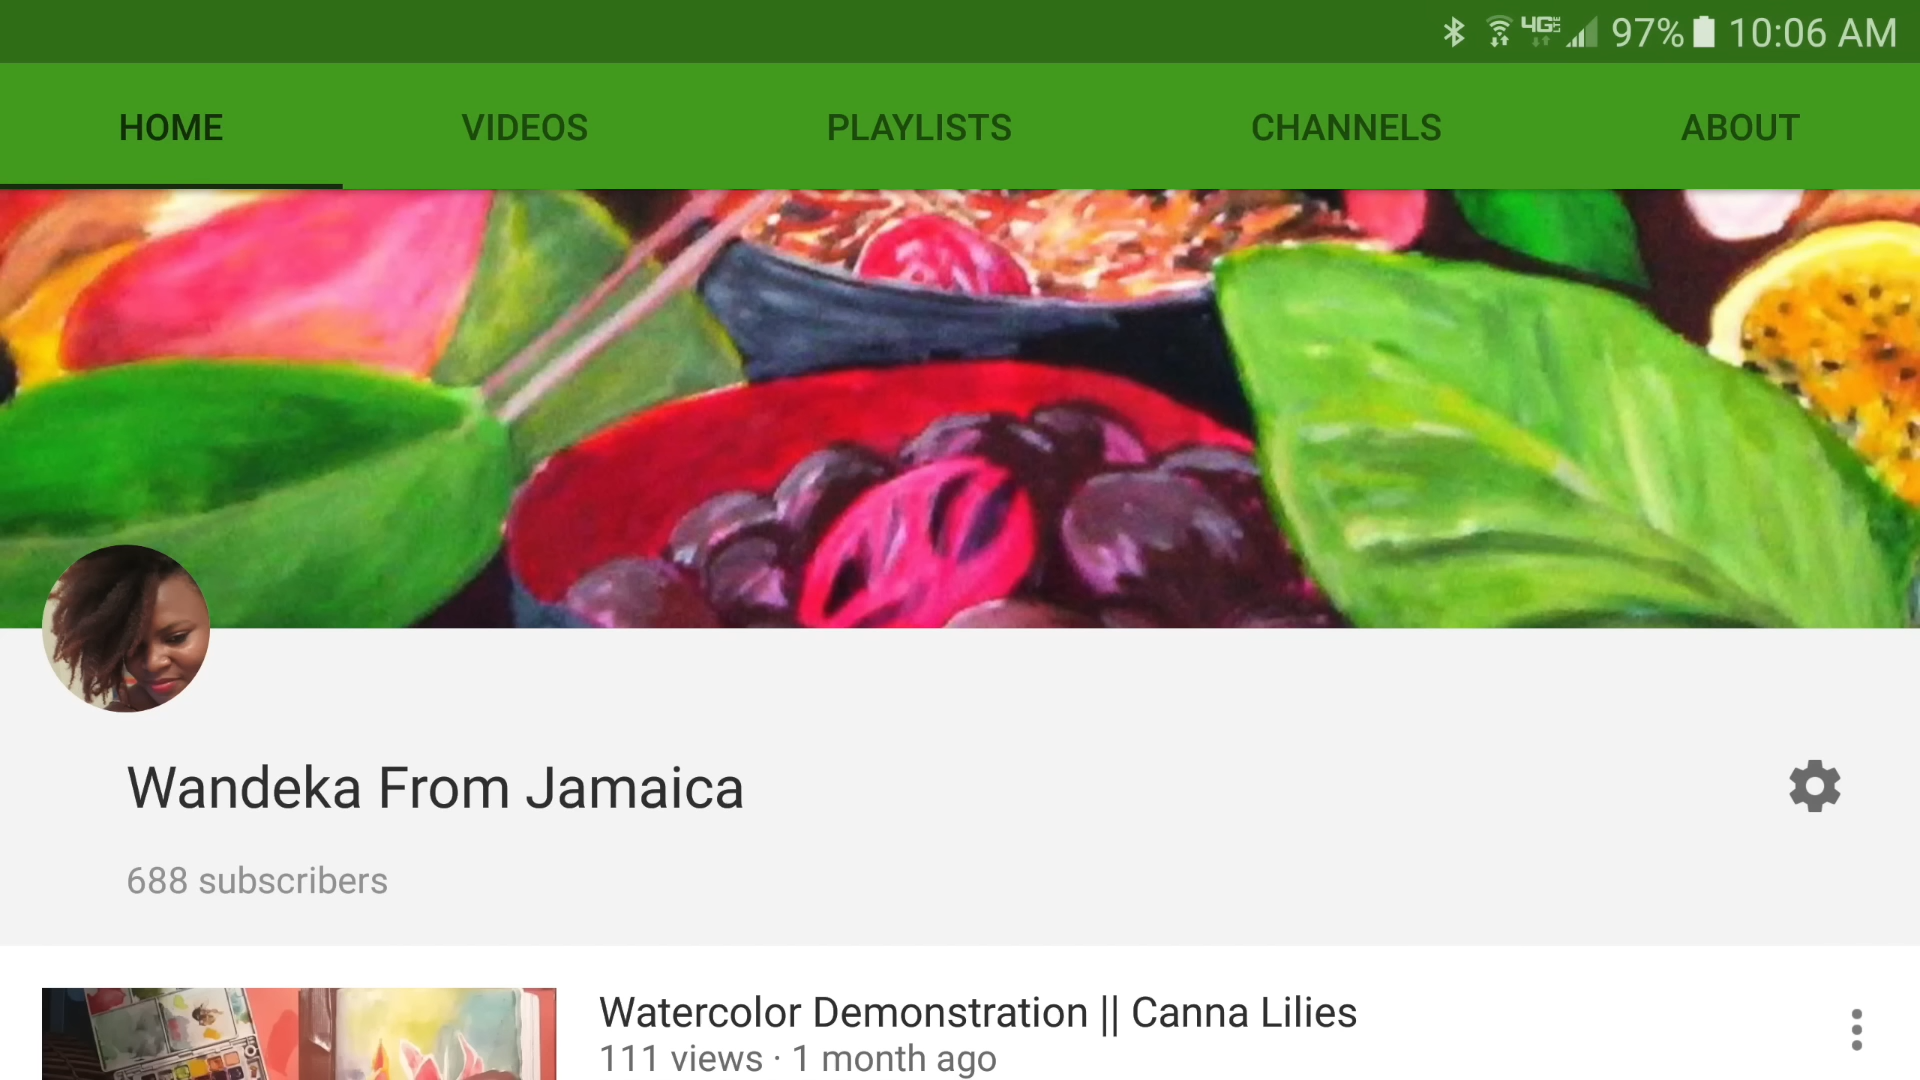 97% 10:06 AM
HOME VIDEOS PLAYLISTS CHANNELS ABOUT
Wandeka From Jamaica
688 subscribers
Watercolor Demonstration || Canna Lilies
111 views · 1 month ago